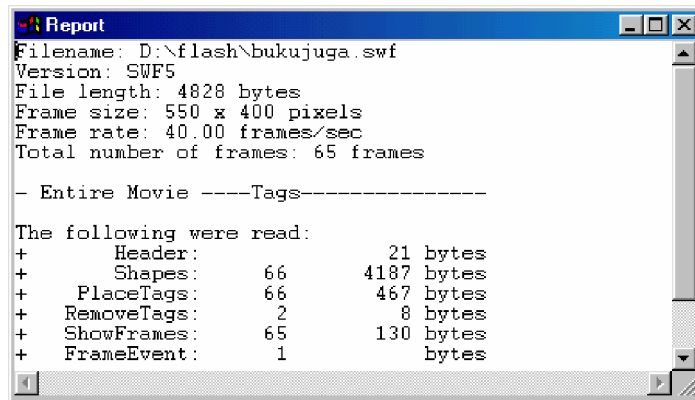 Report
Filename: D:\flash\bukujuga.swf
Version: SWF5
File length: 4828 bytes
Frame size: 550 x 400 pixels
Frame rate: 40.00 frames/sec
Total number of frames: 65 frames
- Entire Movie ----Tags---------------
The following were read:
+ Header: 21 bytes
+ Shapes: 66 4187 bytes
+ PlaceTags: 66 467 bytes
+ RemoveTags: 2 8 bytes
+ ShowFrames: 65 130 bytes
+ FrameEvent: 1 bytes